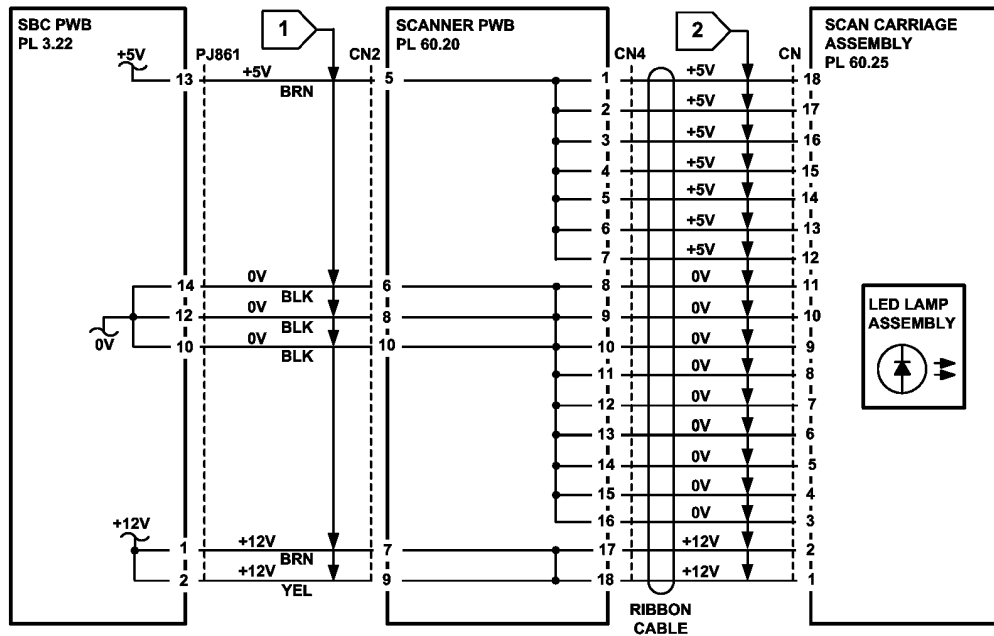 SBC PWB
PL 3.22
+5V
13
PJ861
+5V
BRN
1
CN2
SCANNER PWB
PL 60.20
5
CN4
2
CN
SCAN CARRIAGE
ASSEMBLY
PL 60.25
1 +5V 18
2 +5V 17
3 +5V 16
4 +5V 15
5 +5V 14
6 +5V 13
7 +5V 12
14 0V 6 8 0V 11
BLK
12 0V 8 9 0V 10
BLK
0V
10 0V 10 10 0V 9
BLK
11 0V 8
12 0V 7
13 0V 6
14 0V 5
15 0V 4
16 0V 3
+12V
1 +12V 7 17 +12V 2
BRN
2 +12V 9 18 +12V 1
YEL
LED LAMP
ASSEMBLY
RIBBON
CABLE